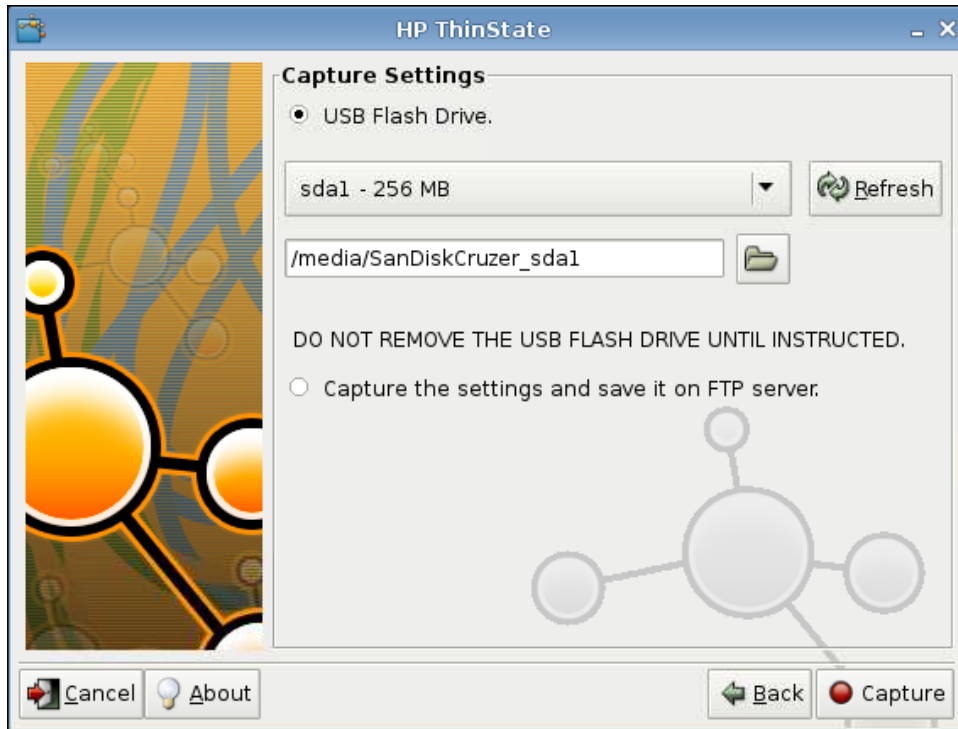 HP ThinState
Capture Settings
USB Flash Drive.
sda1 - 256 MB
Refresh
/media/SanDiskCruzer_sda1
DO NOT REMOVE THE USB FLASH DRIVE UNTIL INSTRUCTED.
Capture the settings and save it on FTP server.
Cancel
About
Back
Capture